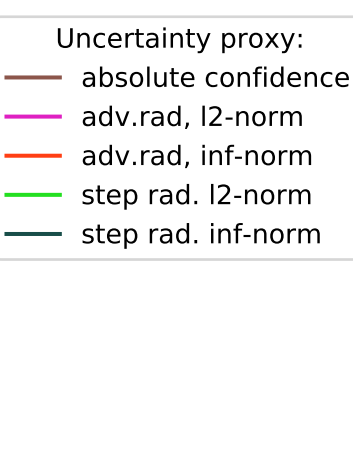 Uncertainty proxy:
absolute confidence
adv.rad, l2-norm
adv.rad, inf-norm
step rad. l2-norm
step rad. inf-norm